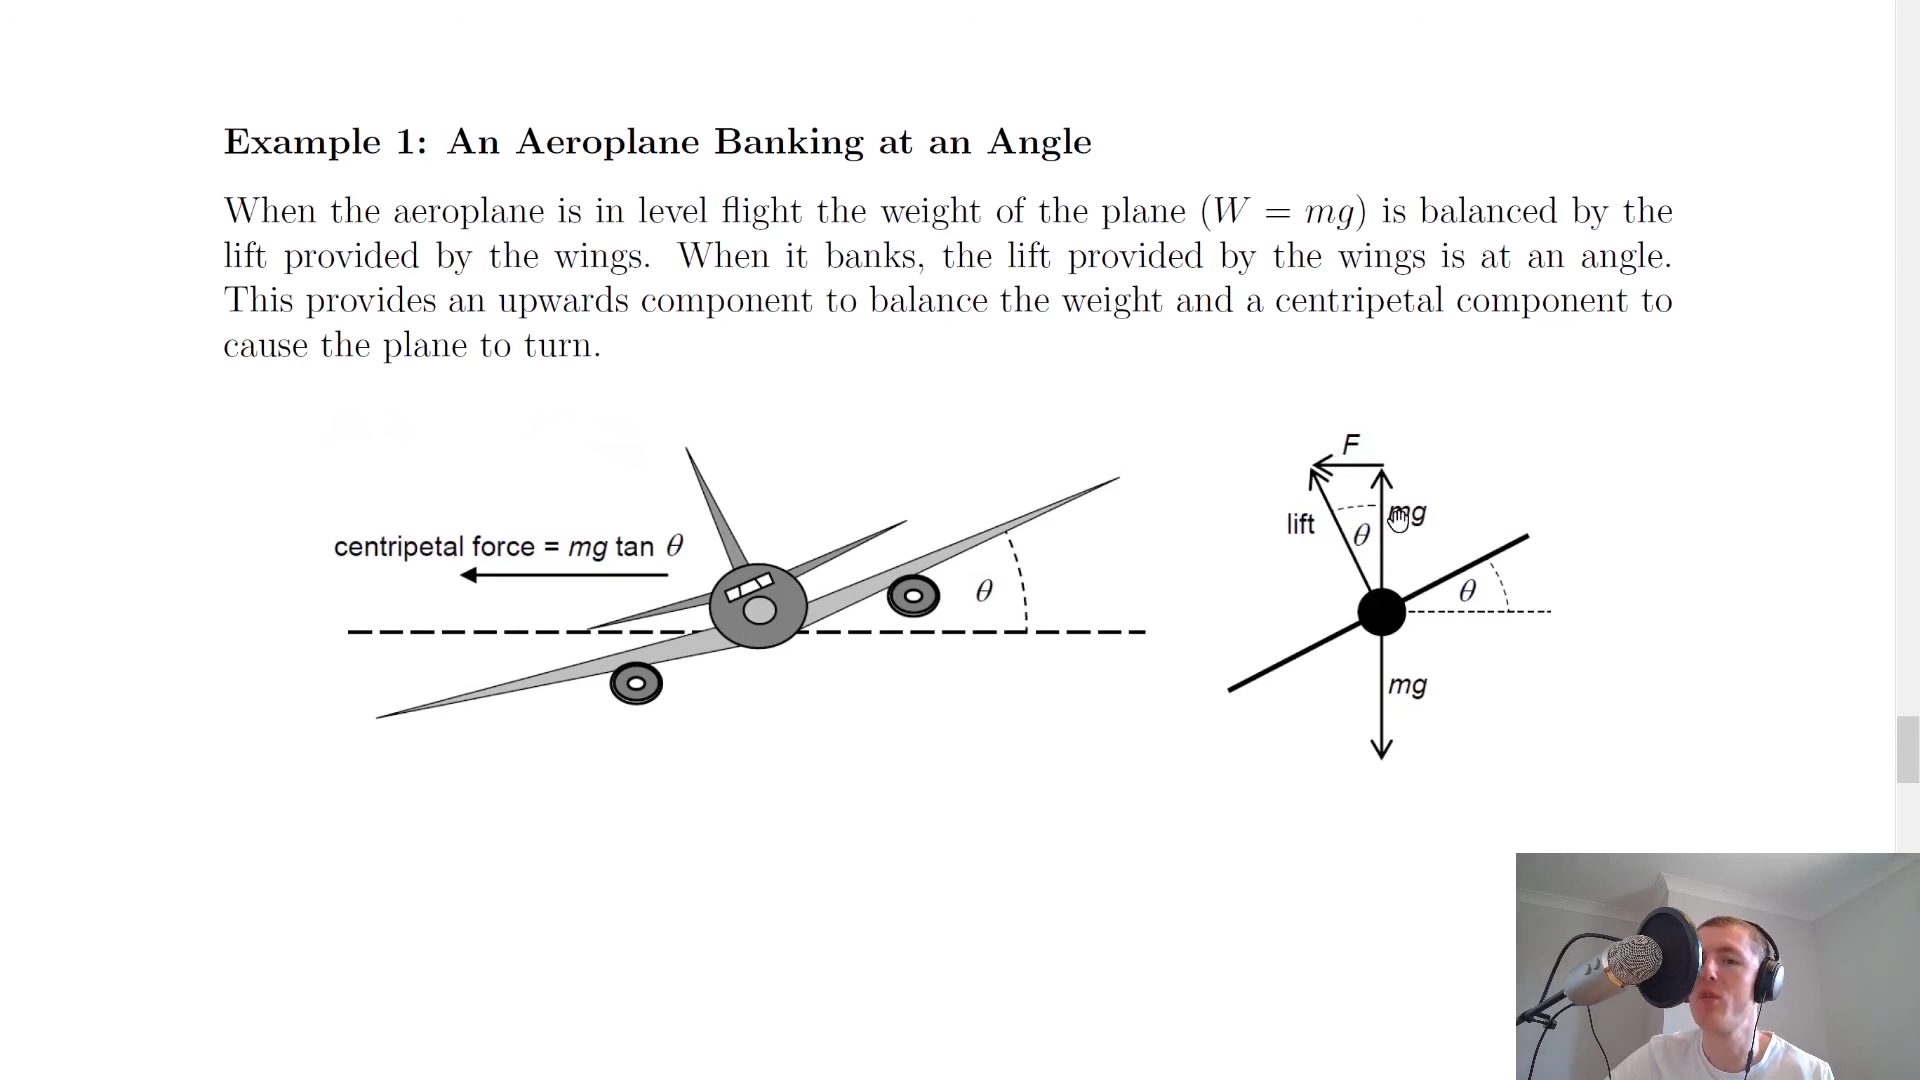 Example 1: An Aeroplane Banking at an Angle
When the aeroplane is in level flight the weight of the plane (W = mg) is balanced by the
lift provided by the wings. When it banks, the lift provided by the wings is at an angle.
This provides an upwards component to balance the weight and a centripetal component to
cause the plane to turn.
centripetal force = mg tan θ
θ
F
lift
θ
mg
θ
mg